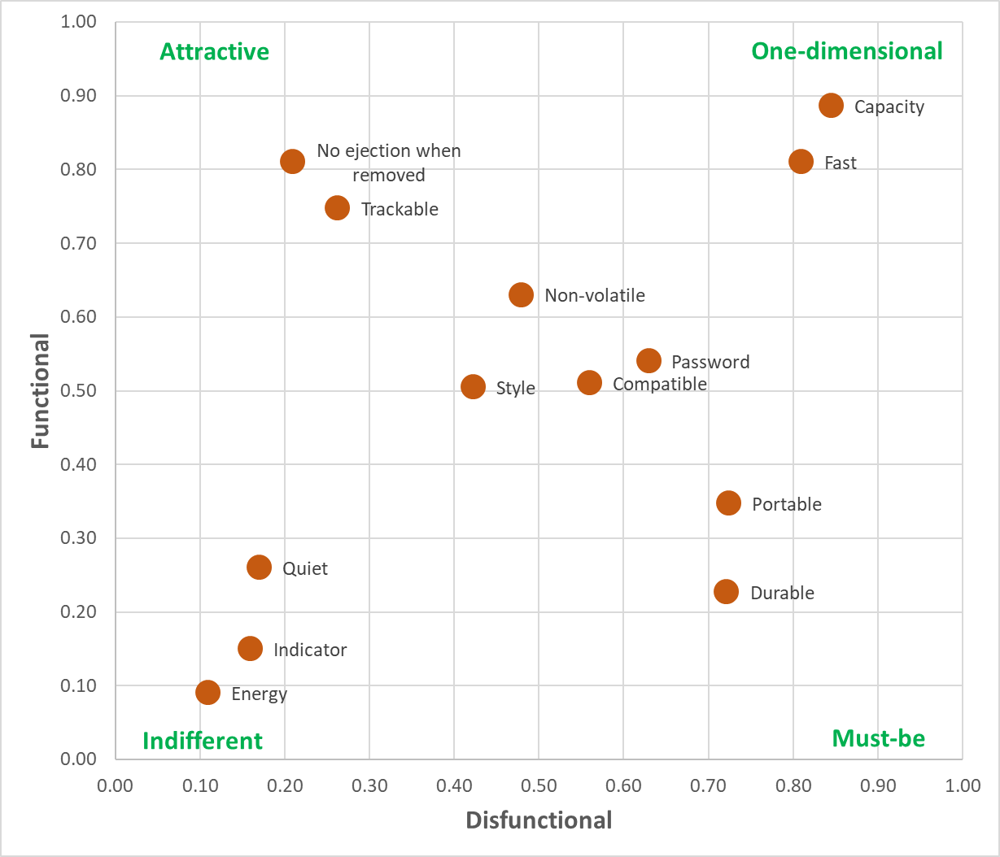 1.00
0.90
0.80
0.70
0.60
0.50
0.40
0.30
0.20
0.10
0.00
Functional
Attractive
One-dimensional
Capacity
No ejection when
removed
Fast
Trackable
Non-volatile
Password
Compatible
Style
Portable
Quiet
Durable
Indicator
Energy
Indifferent
Must-be
0.00 0.10 0.20 0.30 0.40 0.50 0.60 0.70 0.80 0.90 1.00
Disfunctional